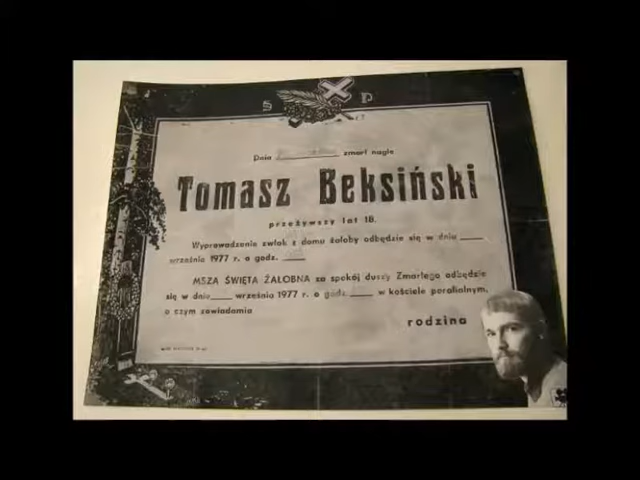 S P
Dnia zmarł nagle
Tomasz Beksiński
przeżywszy lat 18.
Wyprowadzenie zwłok z domu żałoby odbędzie się w dniu
września 1977 r. o godz.
MSZA ŚWIĘTA ŻAŁOBNA za spokój duszy Zmarłego odbędzie
się w dniu września 1977 r. o godz. w kościele parafialnym,
o czym zawiadamia
rodzina